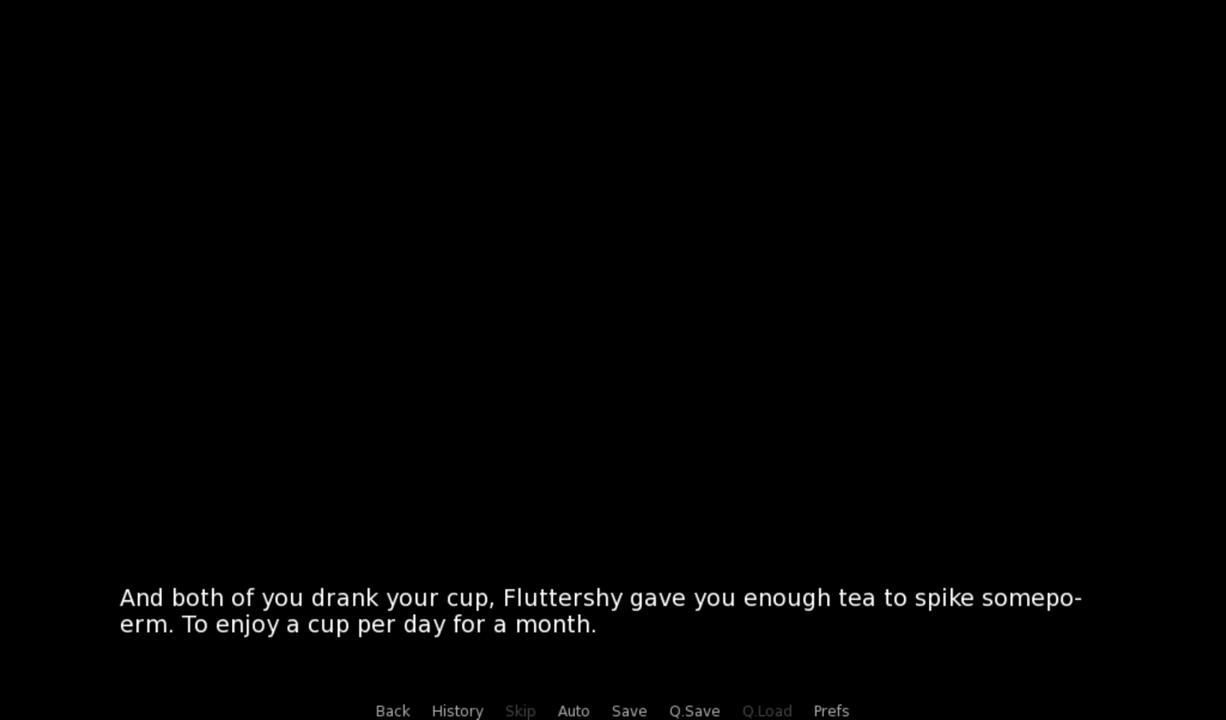 And both of you drank your cup, Fluttershy gave you enough tea to spike somepo-
erm. To enjoy a cup per day for a month.
Back History Skip Auto Save Q.Save Q.Load Prefs